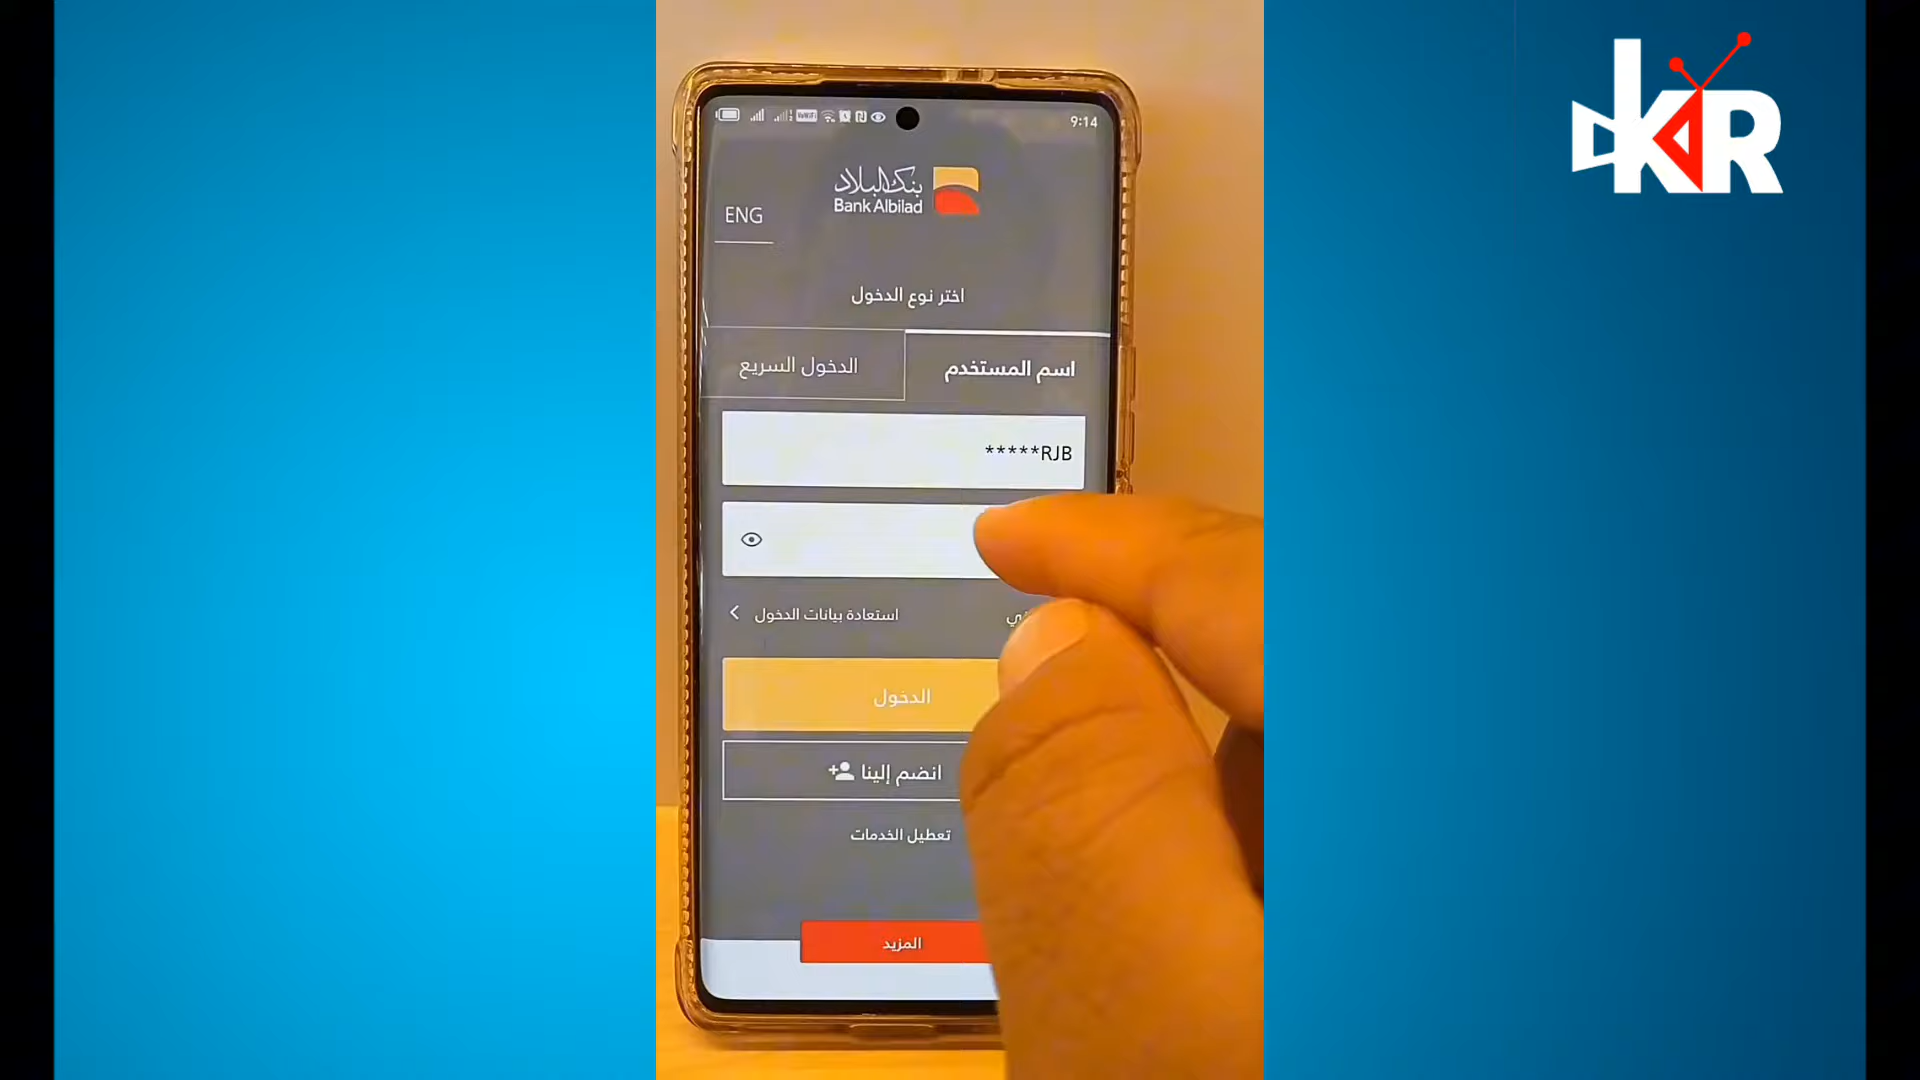 KR
9:14
بنك البلاد
Bank Albilad
ENG
اختر نوع الدخول
اسم المستخدم
الدخول السريع
*****RJB
استعادة بيانات الدخول
الدخول
انضم إلينا
تعطيل الخدمات
المزيد